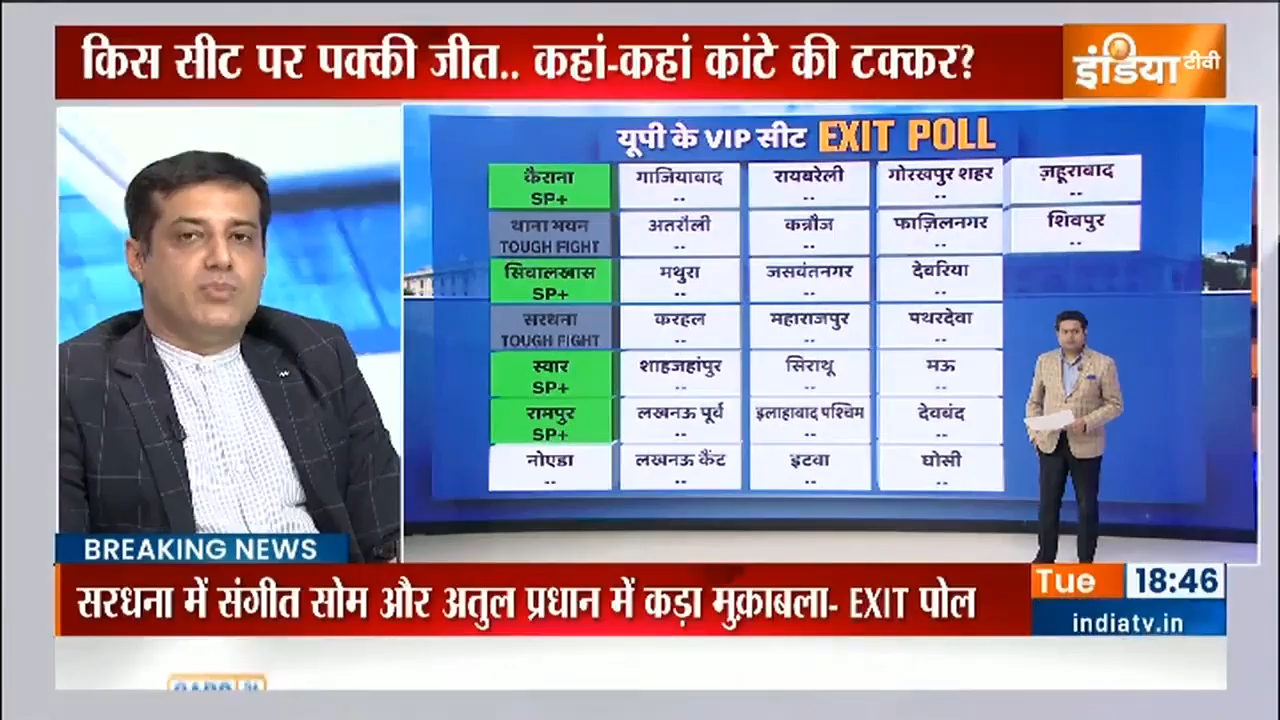 किस सीट पर पक्की जीत.. कहां-कहां कांटे की टक्कर?
इंडिया टीवी
यूपी के VIP सीट EXIT POLL
कैराना
SP+
गाजियाबाद
--
रायबरेली
--
गोरखपुर शहर
--
ज़हूराबाद
--
थाना भवन
TOUGH FIGHT
अतरौली
--
कन्नौज
--
फाज़िलनगर
--
शिवपुर
--
सिवालखास
SP+
मथुरा
--
जसवंतनगर
--
देवरिया
--
सरधना
TOUGH FIGHT
करहल
--
महाराजपुर
--
पथरदेवा
--
स्वार
SP+
शाहजहांपुर
--
सिराथू
--
मऊ
--
रामपुर
SP+
लखनऊ पूर्व
--
इलाहाबाद पश्चिम
--
देवबंद
--
नोएडा
--
लखनऊ कैंट
--
इटवा
--
घोसी
--
BREAKING NEWS
सरधना में संगीत सोम और अतुल प्रधान में कड़ा मुक़ाबला- EXIT पोल
Tue 18:46
indiatv.in